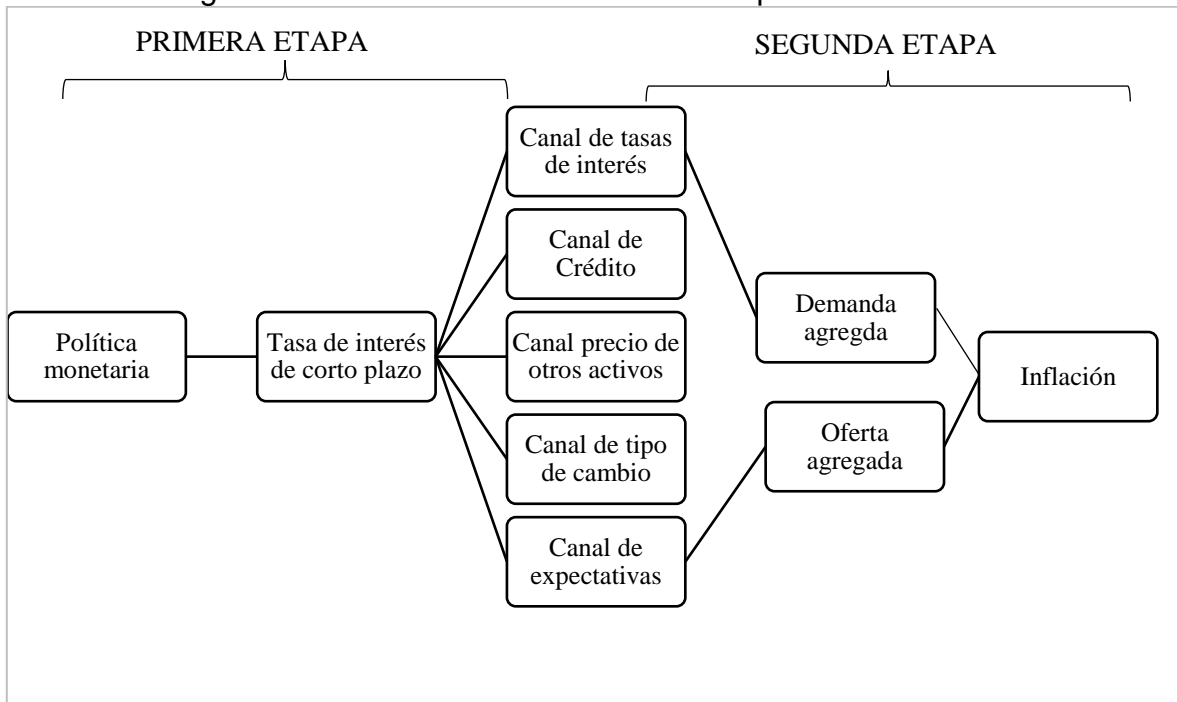 PRIMERA ETAPA
SEGUNDA ETAPA
Canal de tasas
de interés
Canal de
Crédito
Política
monetaria
Tasa de interés
de corto plazo
Canal precio de
otros activos
Demanda
agregda
Inflación
Canal de tipo
de cambio
Oferta
agregada
Canal de
expectativas